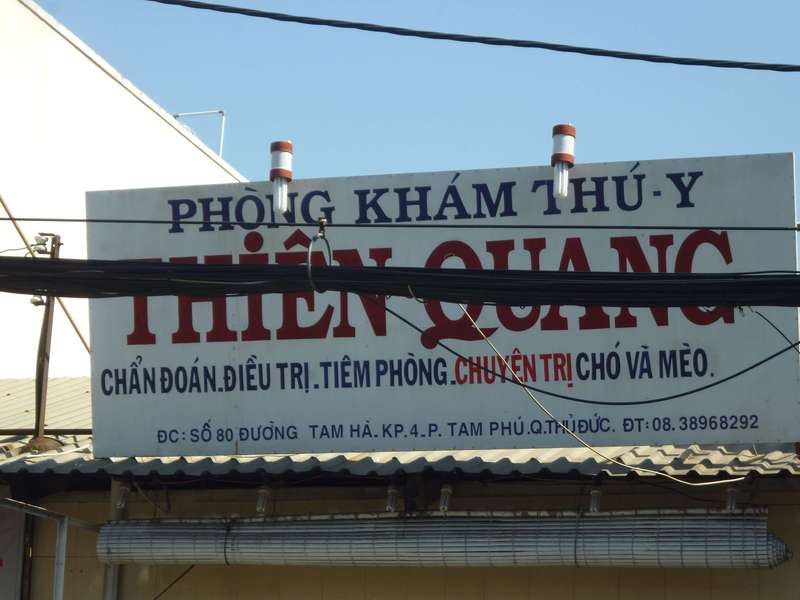 PHÒNG KHÁM THÚ-Y
THIÊN QUANG
CHẨN ĐOÁN..ĐIỀU TRỊ..TIÊM PHÒNG..CHUYÊN TRỊ CHÓ VÀ MÈO.
ĐC: SỐ 80 ĐƯỜNG TAM HÀ.KP.4.P. TAM PHÚ.Q.THỦ ĐỨC. ĐT:08.38968292